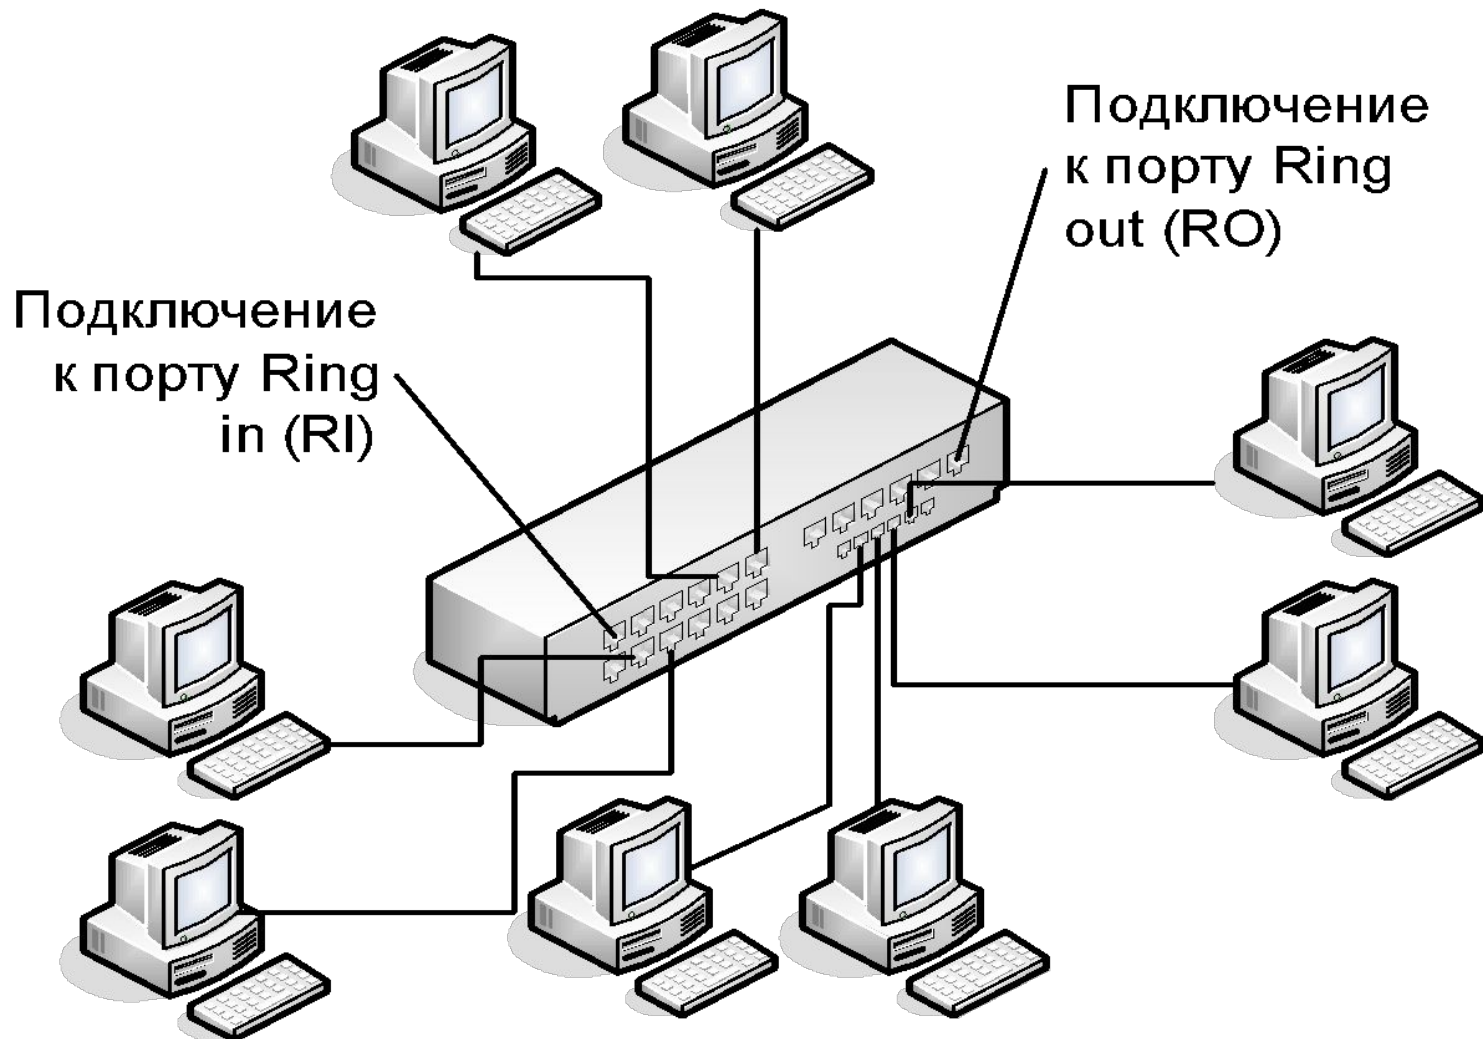 Подключение
к порту Ring
out (RO)
Подключение
к порту Ring
in (RI)